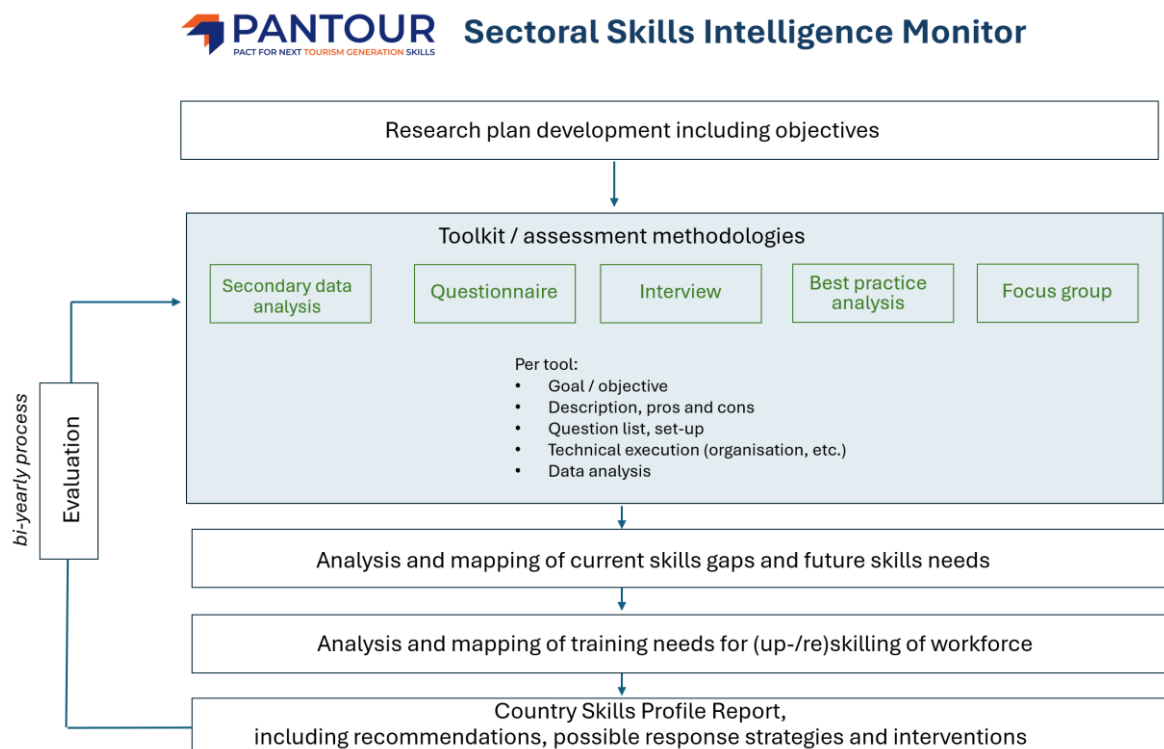 PANTOUR
PACT FOR NEXT TOURISM GENERATION SKILLS
Sectoral Skills Intelligence Monitor
Research plan development including objectives
Toolkit / assessment methodologies
Secondary data
analysis
Questionnaire
Interview
Best practice
analysis
Focus group
Per tool:
• Goal / objective
• Description, pros and cons
• Question list, set-up
• Technical execution (organisation, etc.)
• Data analysis
bi-yearly process
Evaluation
Analysis and mapping of current skills gaps and future skills needs
Analysis and mapping of training needs for (up-/re)skilling of workforce
Country Skills Profile Report,
including recommendations, possible response strategies and interventions